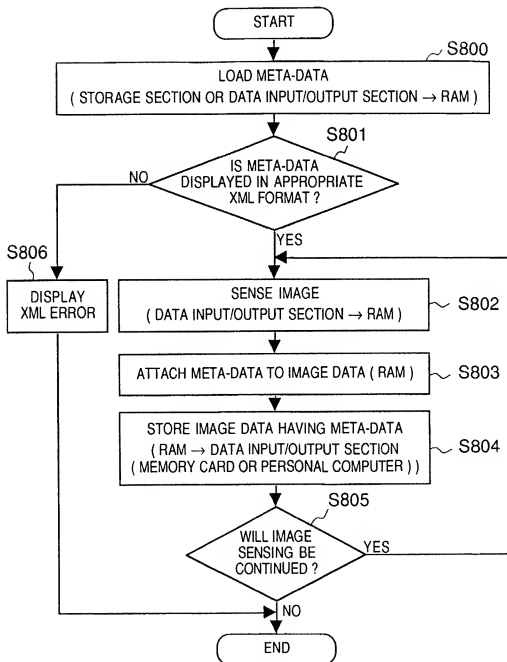 START
S800
LOAD META-DATA
( STORAGE SECTION OR DATA INPUT/OUTPUT SECTION → RAM )
S801
IS META-DATA
DISPLAYED IN APPROPRIATE
XML FORMAT ?
NO
YES
S806
DISPLAY
XML ERROR
SENSE IMAGE
( DATA INPUT/OUTPUT SECTION → RAM )
S802
ATTACH META-DATA TO IMAGE DATA ( RAM )
S803
STORE IMAGE DATA HAVING META-DATA
( RAM → DATA INPUT/OUTPUT SECTION
( MEMORY CARD OR PERSONAL COMPUTER ) )
S804
S805
WILL IMAGE
SENSING BE
CONTINUED ?
YES
NO
END